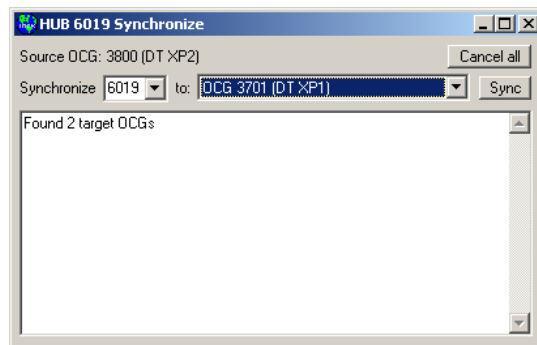 HUB 6019 Synchronize
Source OCG: 3800 (DT XP2) Cancel all
Synchronize 6019 to: OCG 3701 (DT XP1) Sync
Found 2 target OCGs